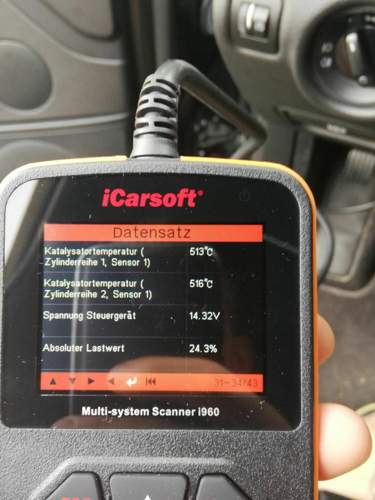 iCarsoft®
Datensatz
Katalysatortemperatur (
Zylinderreihe 1, Sensor 1) 513°C
Katalysatortemperatur (
Zylinderreihe 2, Sensor 1) 516°C
Spannung Steuergerät 14.32V
Absoluter Lastwert 24.3%
31-34/43
Multi-system Scanner i960